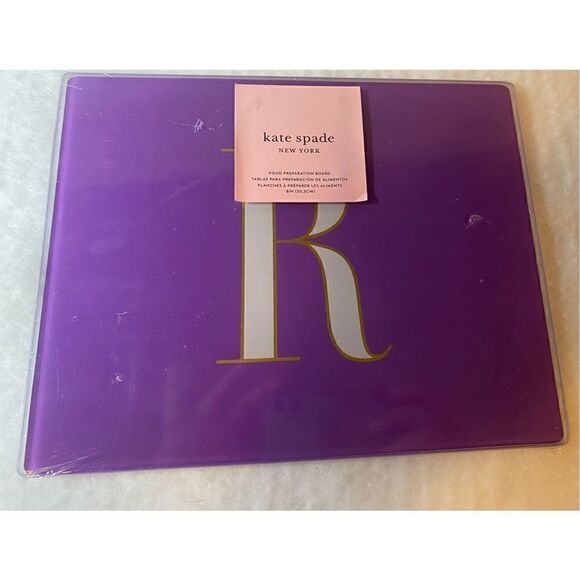 kate spade
NEW YORK
FOOD PREPARATION BOARD
TABLAS PARA PREPARACIÓN DE ALIMENTOS
PLANCHES À PRÉPARER LES ALIMENTS
8IN (20.3CM)
R